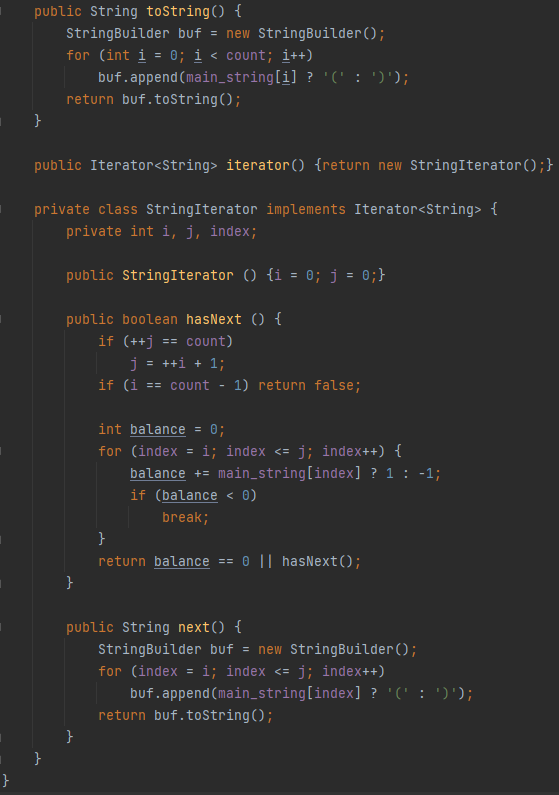 public String toString() {
StringBuilder buf = new StringBuilder();
for (int i = 0; i < count; i++)
buf.append(main_string[i] ? '(' : ')');
return buf.toString();
}
public Iterator<String> iterator() {return new StringIterator();}
private class StringIterator implements Iterator<String> {
private int i, j, index;
public StringIterator () {i = 0; j = 0;}
public boolean hasNext () {
if (++j == count)
j = ++i + 1;
if (i == count - 1) return false;
int balance = 0;
for (index = i; index <= j; index++) {
balance += main_string[index] ? 1 : -1;
if (balance < 0)
break;
}
return balance == 0 || hasNext();
}
public String next() {
StringBuilder buf = new StringBuilder();
for (index = i; index <= j; index++)
buf.append(main_string[index] ? '(' : ')');
return buf.toString();
}
}
}